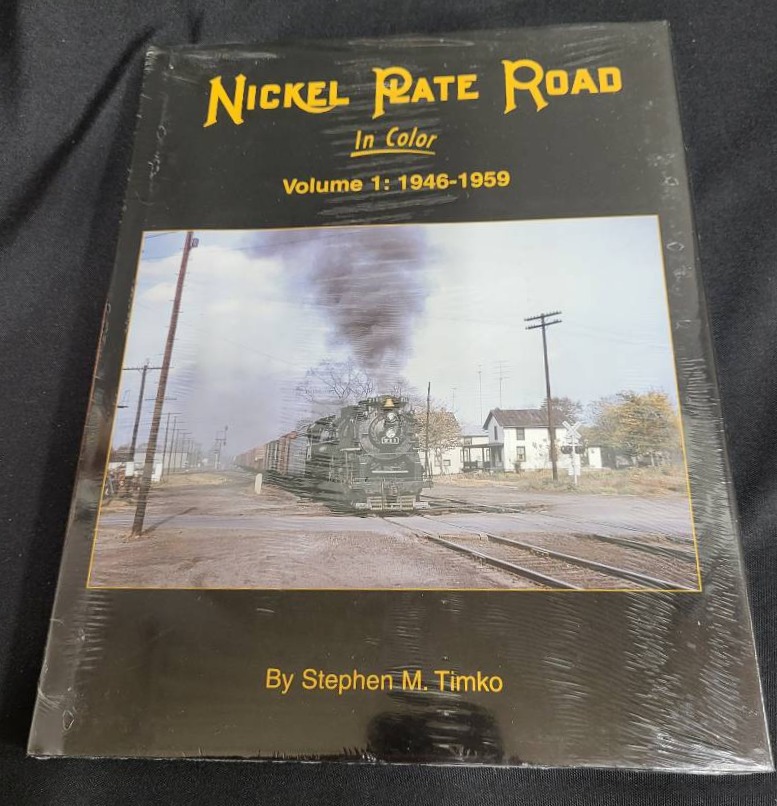 NICKEL PLATE ROAD
In Color
Volume 1: 1946-1959
By Stephen M. Timko